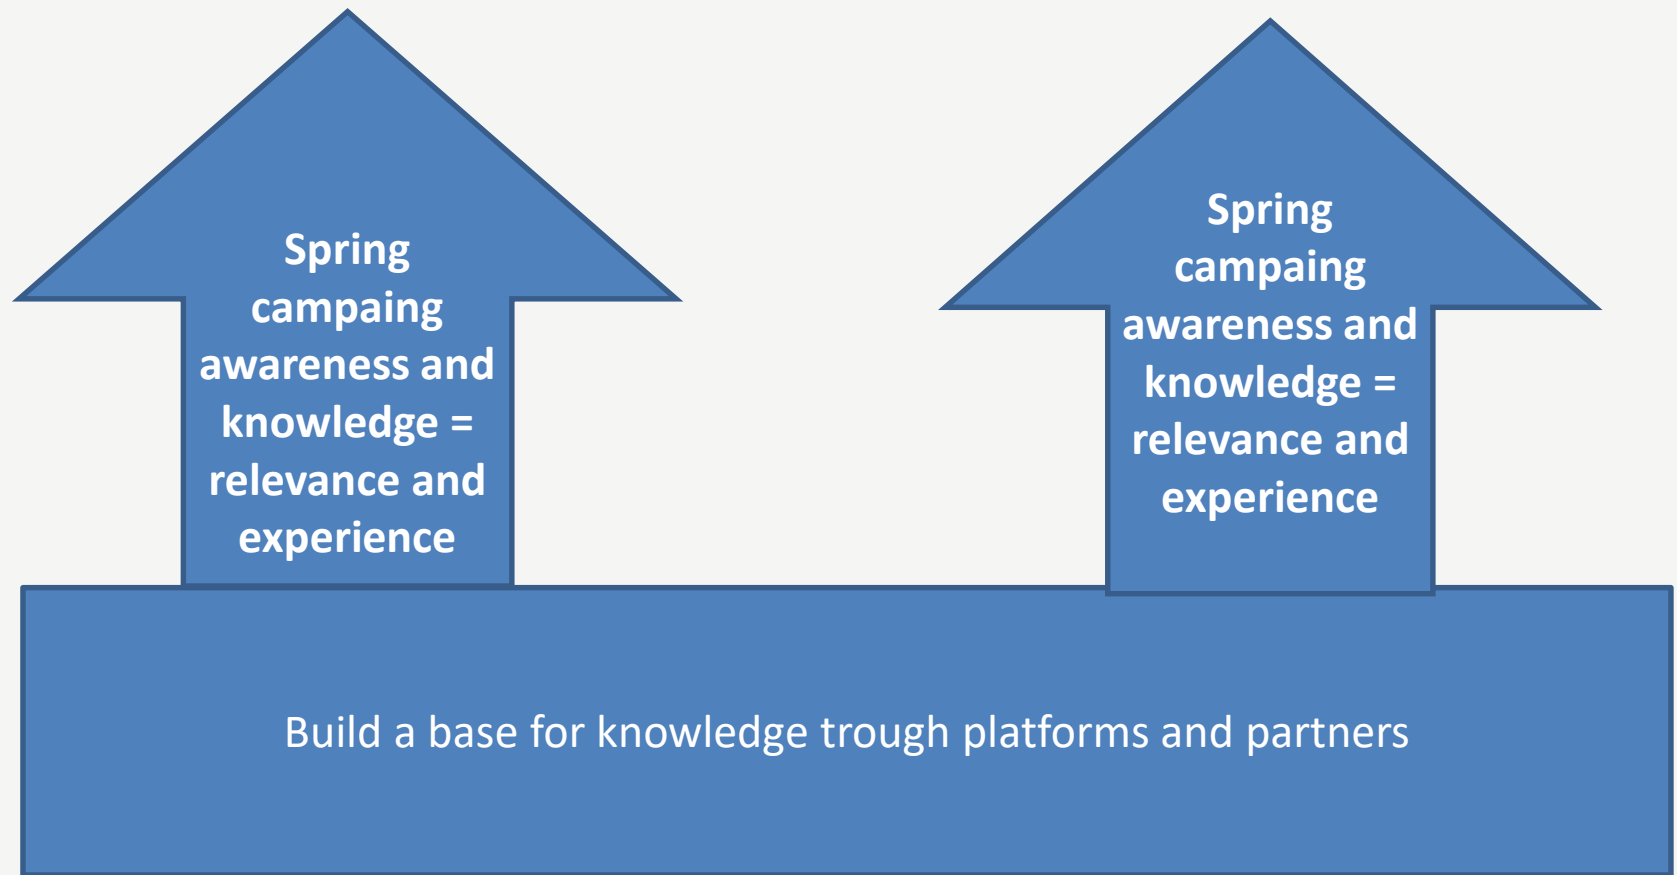 Spring
campaing
awareness and
knowledge =
relevance and
experience
Spring
campaing
awareness and
knowledge =
relevance and
experience
Build a base for knowledge trough platforms and partners